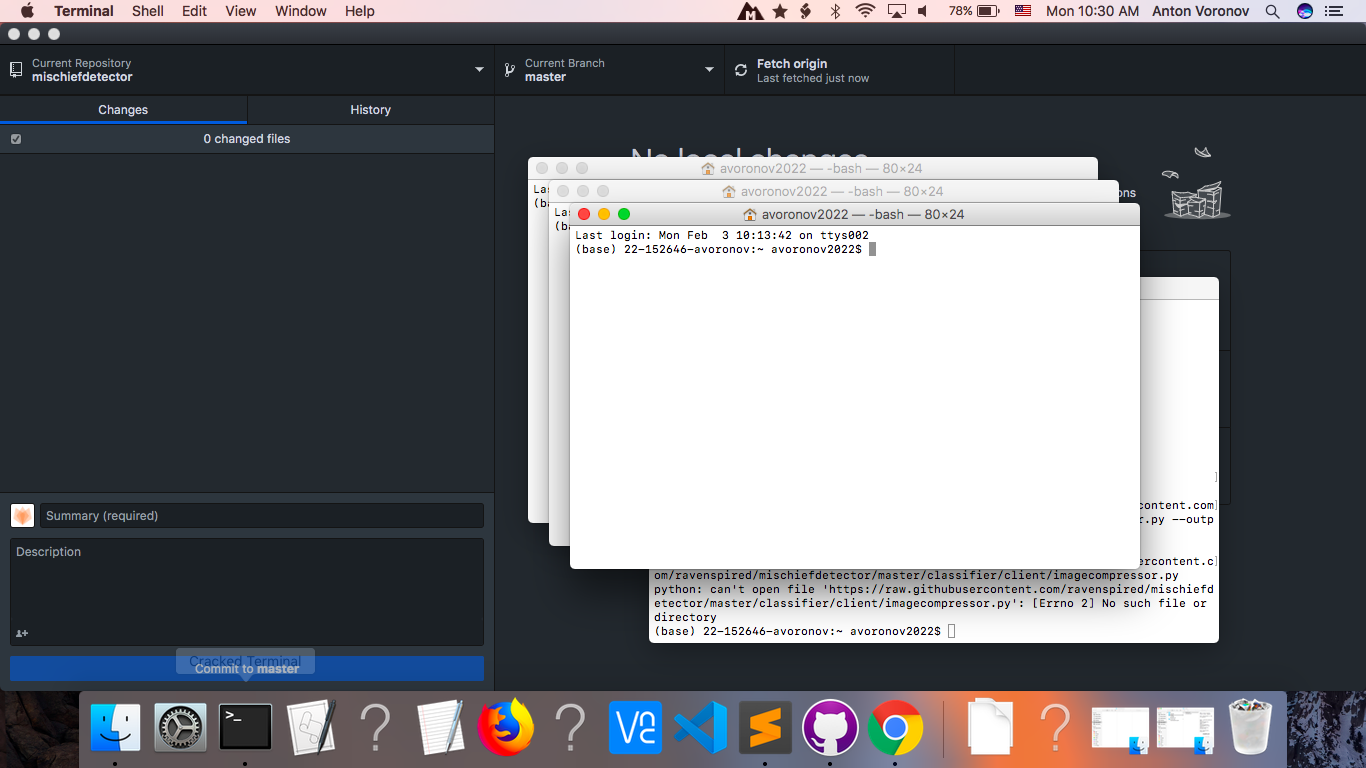 Terminal Shell Edit View Window Help 78% Mon 10:30 AM Anton Voronov
Current Repository
mischiefdetector
Current Branch
master
Fetch origin
Last fetched just now
Changes
History
0 changed files
No local changes
avoronov2022 — -bash — 80×24
Las
(ba
avoronov2022 — -bash — 80×24
ons
Las
(ba
avoronov2022 — -bash — 80×24
Last login: Mon Feb  3 10:13:42 on ttys002
(base) 22-152646-avoronov:~ avoronov2022$
]
content.com]
r.py --outp
ercontent.c]
om/ravenspired/mischiefdetector/master/classifier/client/imagecompressor.py
python: can't open file 'https://raw.githubusercontent.com/ravenspired/mischiefd
etector/master/classifier/client/imagecompressor.py': [Errno 2] No such file or
directory
(base) 22-152646-avoronov:~ avoronov2022$
Summary (required)
Description
Cracked Terminal
Commit to master
>_